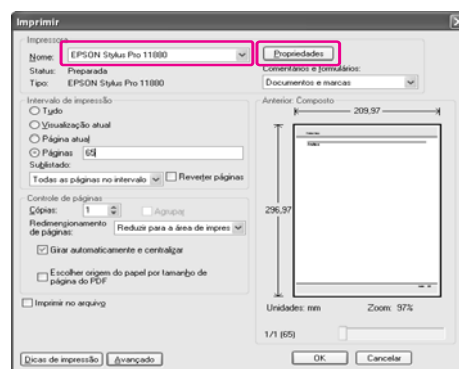 Imprimir
Impressora
Nome: EPSON Stylus Pro 11880 Propriedades
Status: Preparada
Tipo: EPSON Stylus Pro 11880
Comentários e formulários:
Documentos e marcas
Intervalo de impressão
Tudo
Visualização atual
Página atual
Páginas 65
Sublistado:
Todas as páginas no intervalo Reverter páginas
Controle de páginas
Cópias: 1 Agrupar
Redimensionamento de páginas: Reduzir para a área de impres
Girar automaticamente e centralizar
Escolher origem do papel por tamanho de
página do PDF
Imprimir no arquivo
Anterior: Composto
209,97
296,97
Unidades: mm Zoom: 97%
1/1 (65)
Dicas de impressão Avançado OK Cancelar